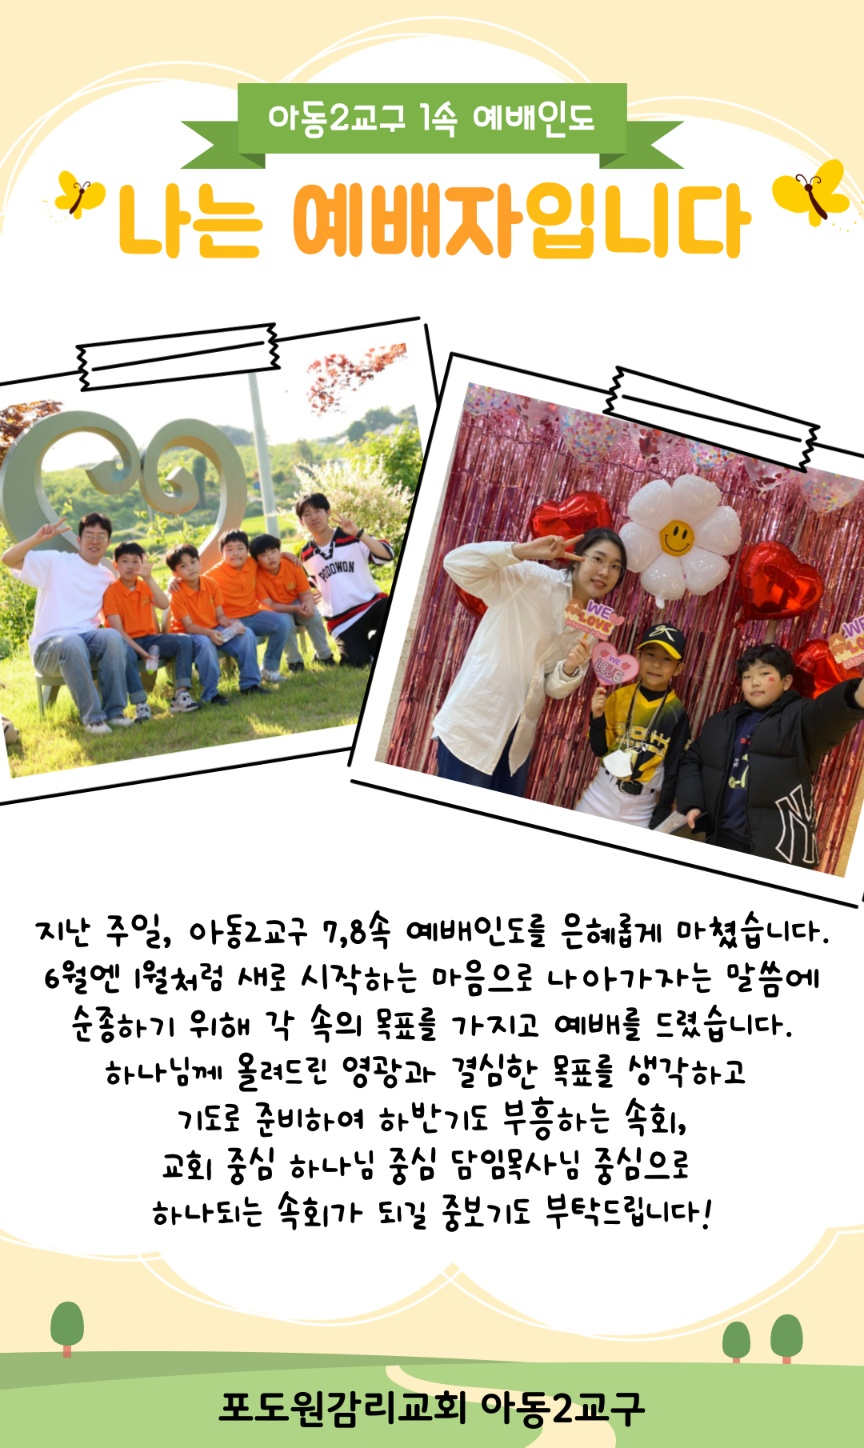 아동2교구 1속 예배인도
나는 예배자입니다
PODOWON
WE
LOVE
WE
LOVE
WE
NY
지난 주일, 아동2교구 7,8속 예배인도를 은혜롭게 마쳤습니다.
6월엔 1월처럼 새로 시작하는 마음으로 나아가자는 말씀에
순종하기 위해 각 속의 목표를 가지고 예배를 드렸습니다.
하나님께 올려드린 영광과 결심한 목표를 생각하고
기도로 준비하여 하반기도 부흥하는 속회,
교회 중심 하나님 중심 담임목사님 중심으로
하나되는 속회가 되길 중보기도 부탁드립니다!
포도원감리교회 아동2교구